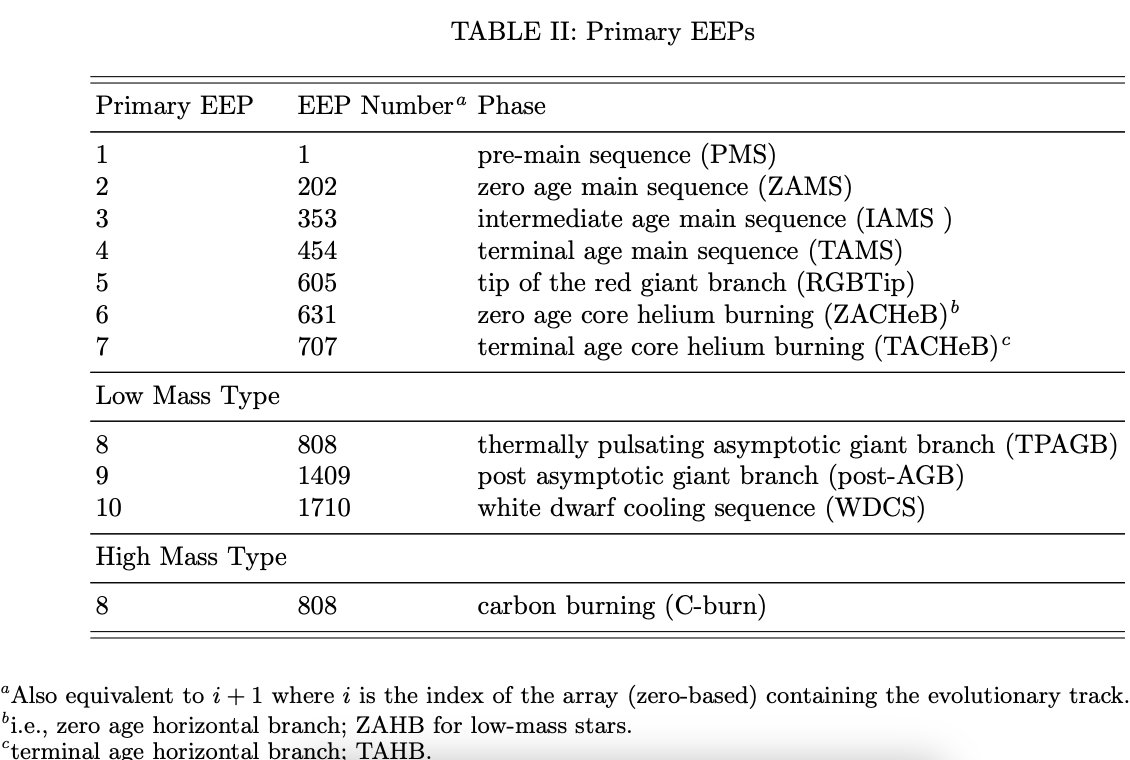 TABLE II: Primary EEPs
Primary EEP EEP Numberᵃ Phase
1 1 pre-main sequence (PMS)
2 202 zero age main sequence (ZAMS)
3 353 intermediate age main sequence (IAMS )
4 454 terminal age main sequence (TAMS)
5 605 tip of the red giant branch (RGBTip)
6 631 zero age core helium burning (ZACHeB)ᵇ
7 707 terminal age core helium burning (TACHeB)ᶜ
Low Mass Type
8 808 thermally pulsating asymptotic giant branch (TPAGB)
9 1409 post asymptotic giant branch (post-AGB)
10 1710 white dwarf cooling sequence (WDCS)
High Mass Type
8 808 carbon burning (C-burn)
ᵃAlso equivalent to i + 1 where i is the index of the array (zero-based) containing the evolutionary track.
ᵇi.e., zero age horizontal branch; ZAHB for low-mass stars.
ᶜterminal age horizontal branch; TAHB.